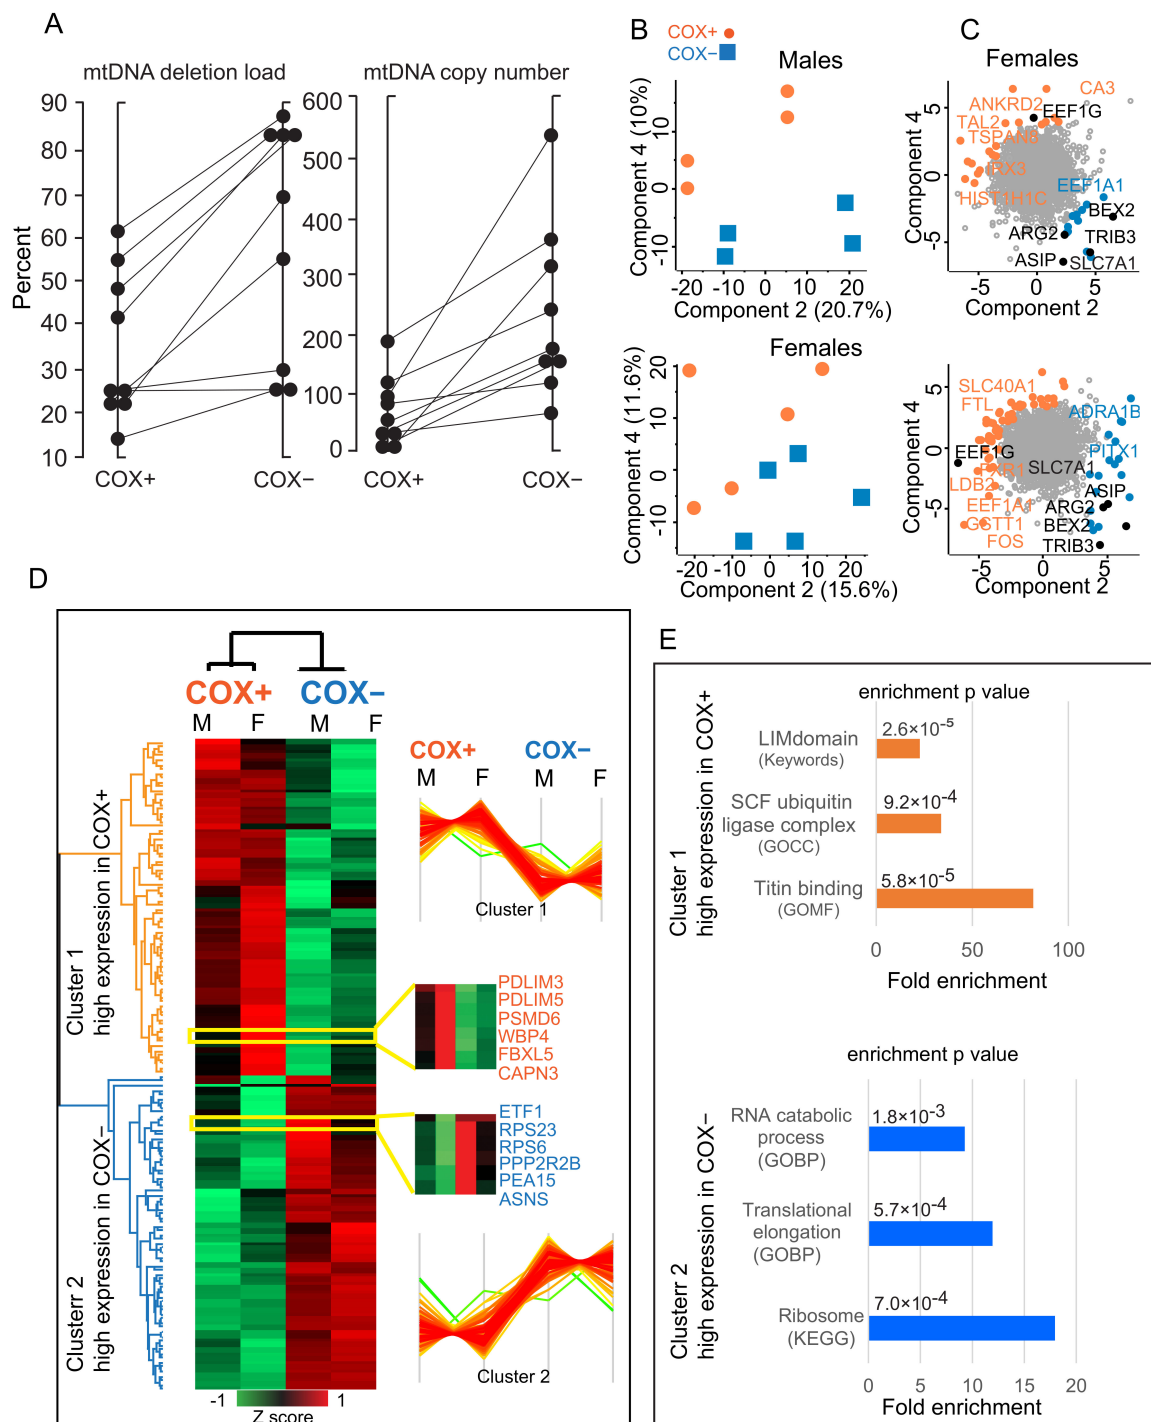 A
mtDNA deletion load
mtDNA copy number
Percent
90
80
70
60
50
40
30
20
10
COX+
COX−
600
500
400
300
200
100
0
COX+
COX−
B
COX+
COX−
Males
Component 4 (10%)
10
0
-10
-20
-10
0
10
20
Component 2 (20.7%)
Females
Component 4 (11.6%)
20
10
0
-10
-20
-10
0
10
20
Component 2 (15.6%)
C
Females
Component 4
5
0
-5
CA3
ANKRD2
EEF1G
TAL2
TSPAN8
IRX3
EEF1A1
HIST1H1C
BEX2
ARG2
TRIB3
ASIP
SLC7A1
-5
0
5
Component 2
Component 4
5
0
-5
SLC40A1
FTL
ADRA1B
PITX1
EEF1G
FXR1
SLC7A1
LDB2
ASIP
EEF1A1
ARG2
GSTT1
BEX2
FOS
TRIB3
-5
0
5
Component 2
D
COX+
COX−
M
F
M
F
Cluster 1
high expression in COX+
Clusterr 2
high expression in COX−
COX+
COX−
M
F
M
F
Cluster 1
PDLIM3
PDLIM5
PSMD6
WBP4
FBXL5
CAPN3
ETF1
RPS23
RPS6
PPP2R2B
PEA15
ASNS
Cluster 2
-1
1
Z score
E
Cluster 1
high expression in COX+
enrichment p value
LIMdomain
(Keywords)
2.6×10-5
SCF ubiquitin
ligase complex
(GOCC)
9.2×10-4
Titin binding
(GOMF)
5.8×10-5
0
50
100
Fold enrichment
Clusterr 2
high expression in COX−
enrichment p value
RNA catabolic
process
(GOBP)
1.8×10-3
Translational
elongation
(GOBP)
5.7×10-4
Ribosome
(KEGG)
7.0×10-4
0
5
10
15
20
Fold enrichment